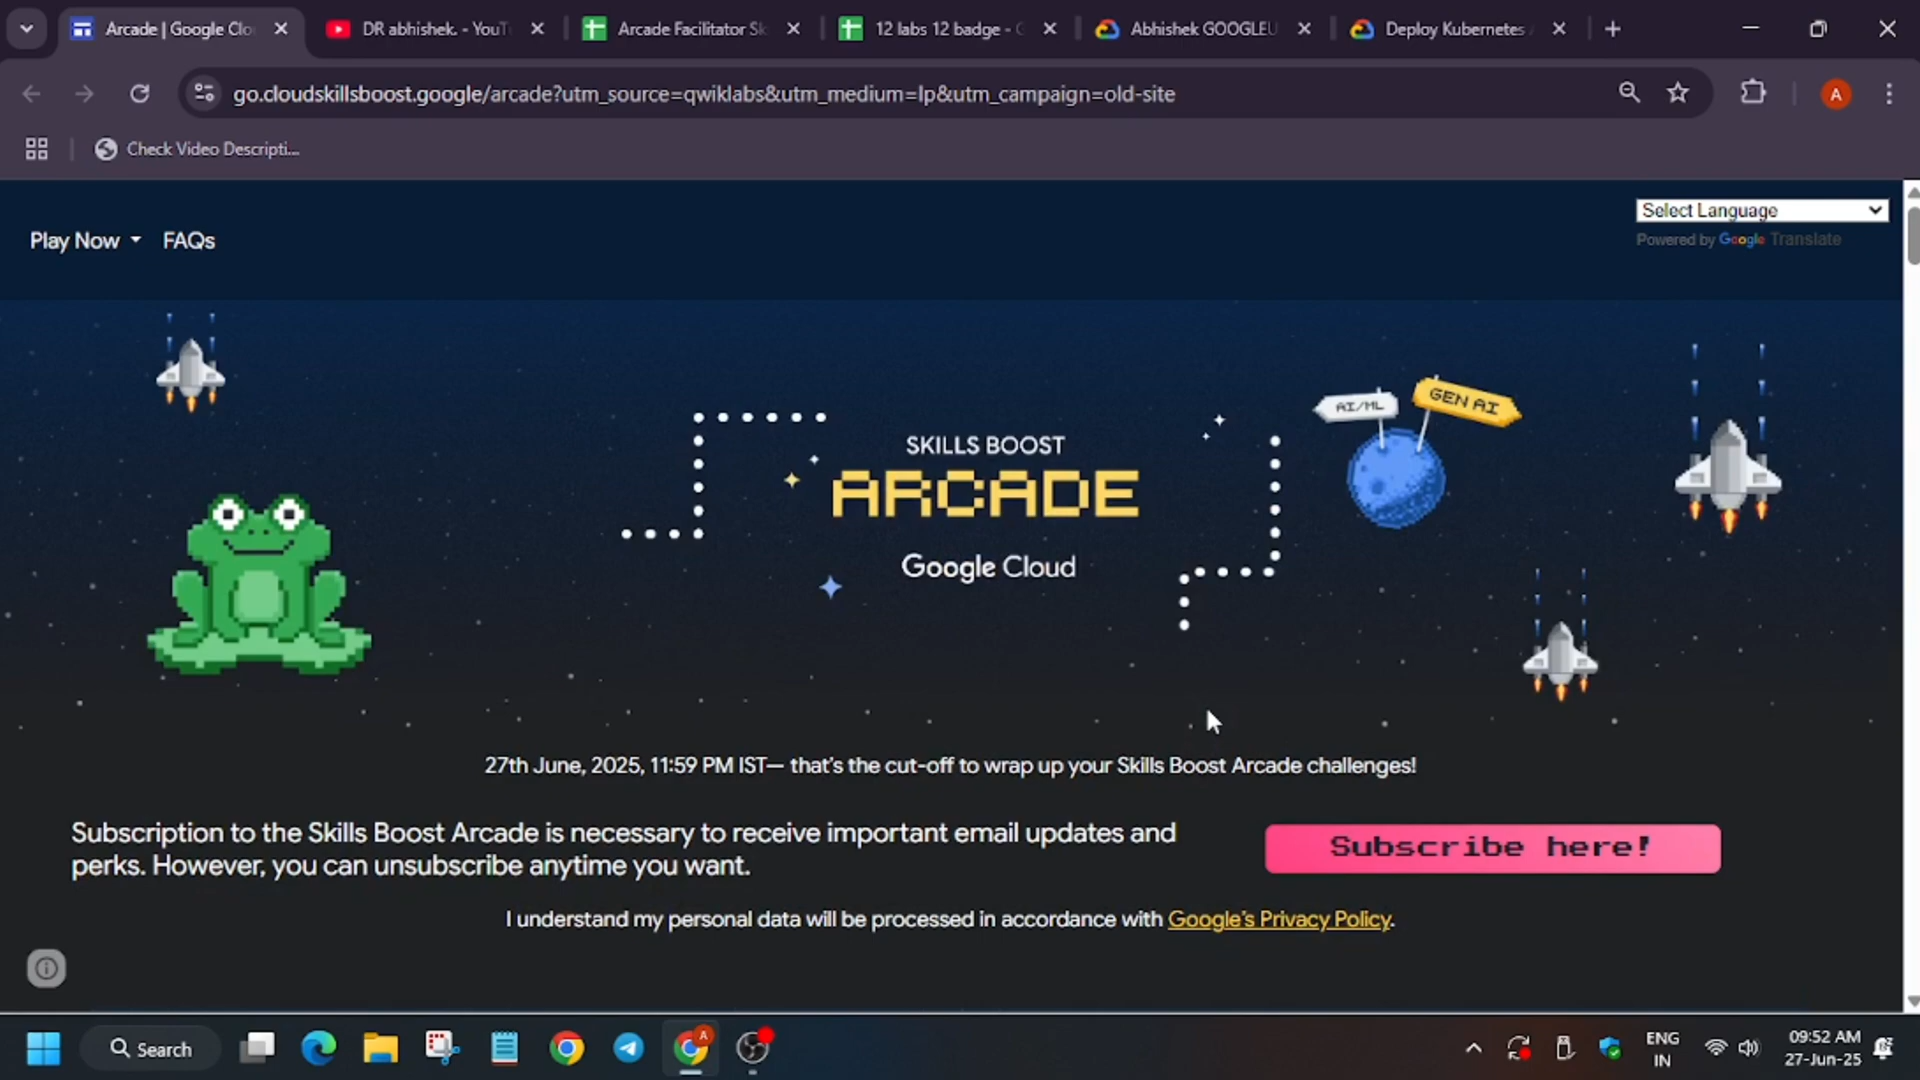 Arcade | Google Clo
DR abhishek. - YouT
Arcade Facilitator Sk
12 labs 12 badge - G
Abhishek GOOGLEU
Deploy Kubernetes
go.cloudskillsboost.google/arcade?utm_source=qwiklabs&utm_medium=lp&utm_campaign=old-site
A
Check Video Descripti...
Play Now
FAQs
Select Language
Powered by Google Translate
AI/ML
GEN AI
SKILLS BOOST
ARCADE
Google Cloud
27th June, 2025, 11:59 PM IST— that's the cut-off to wrap up your Skills Boost Arcade challenges!
Subscription to the Skills Boost Arcade is necessary to receive important email updates and
perks. However, you can unsubscribe anytime you want.
Subscribe here!
I understand my personal data will be processed in accordance with Google's Privacy Policy.
Search
A
ENG
IN
09:52 AM
27-Jun-25